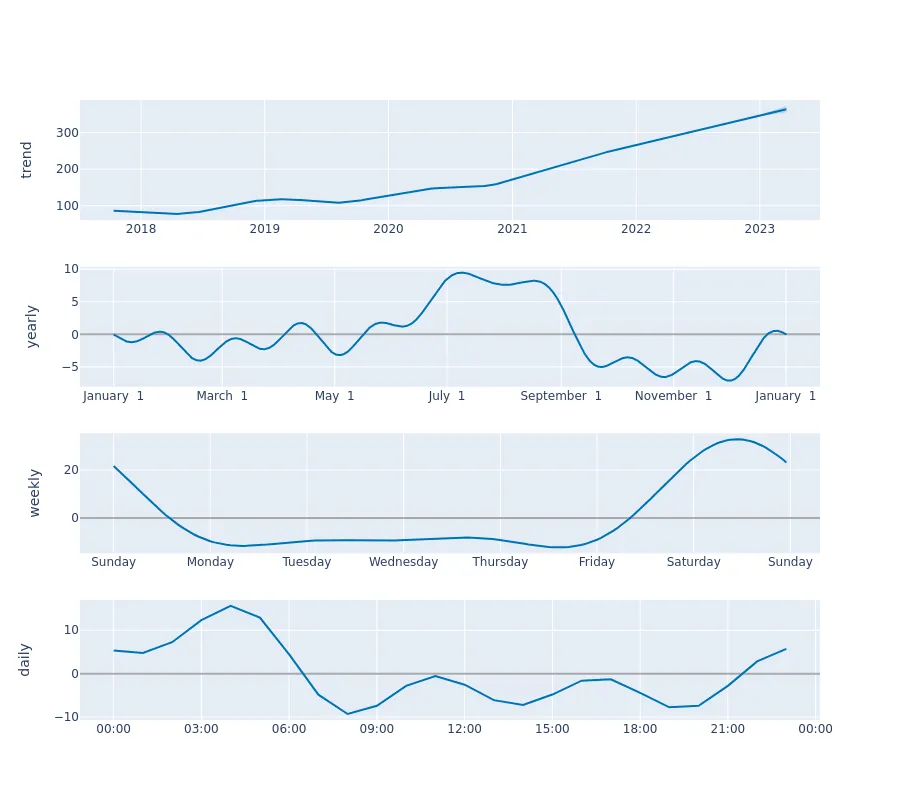 trend
300
200
100
2018 2019 2020 2021 2022 2023
yearly
10
5
0
−5
January 1 March 1 May 1 July 1 September 1 November 1 January 1
weekly
20
0
Sunday Monday Tuesday Wednesday Thursday Friday Saturday Sunday
daily
10
0
−10
00:00 03:00 06:00 09:00 12:00 15:00 18:00 21:00 00:00